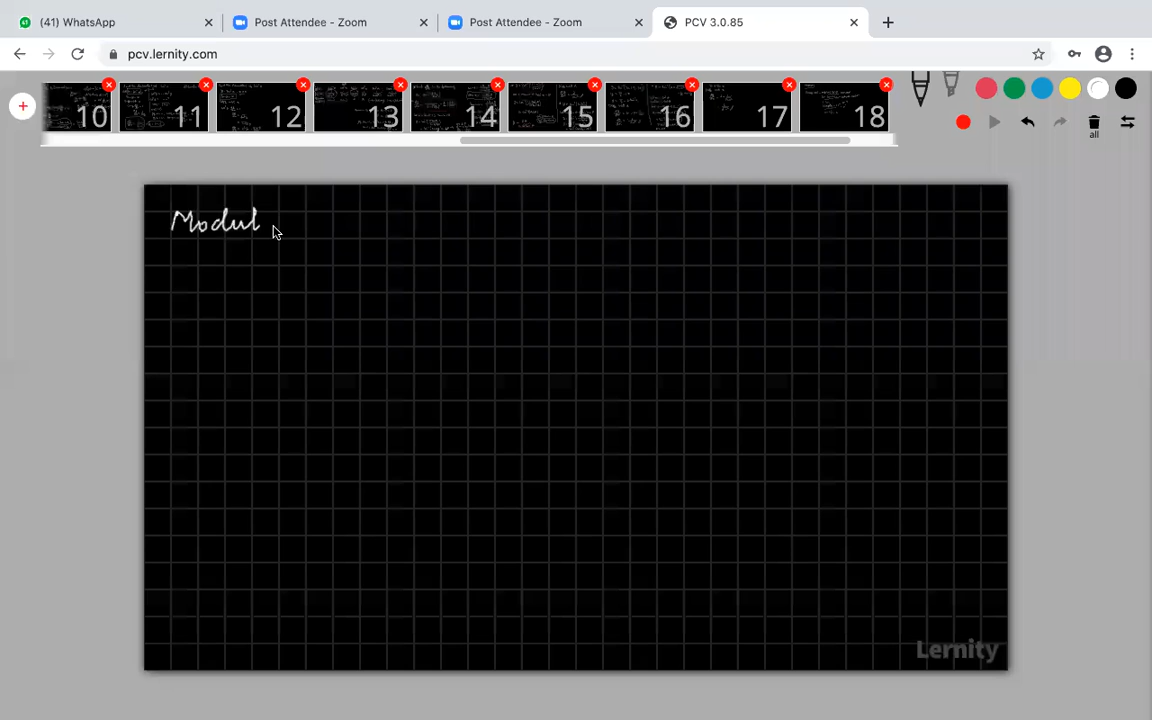 (41) WhatsApp
Post Attendee - Zoom
Post Attendee - Zoom
PCV 3.0.85
pcv.lernity.com
10
11
12
13
14
15
16
17
18
all
Modul
Lernity